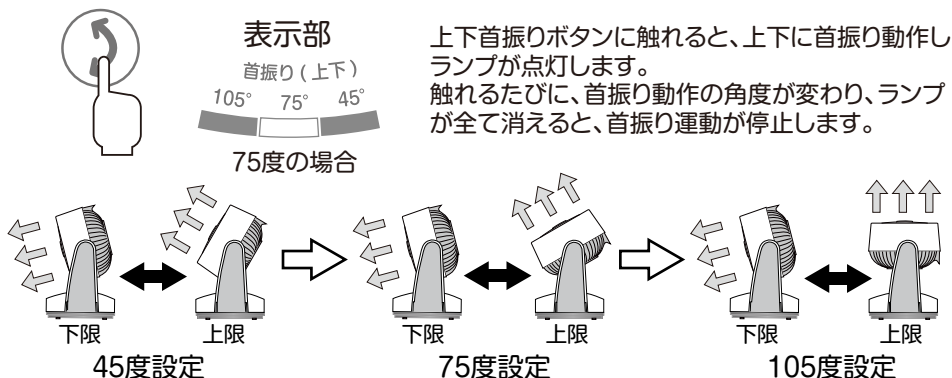 表示部
首振り(上下)
105° 75° 45°
75度の場合
上下首振りボタンに触れると、上下に首振り動作し
ランプが点灯します。
触れるたびに、首振り動作の角度が変わり、ランプ
が全て消えると、首振り運動が停止します。
下限 上限 下限 上限 下限 上限
45度設定 75度設定 105度設定